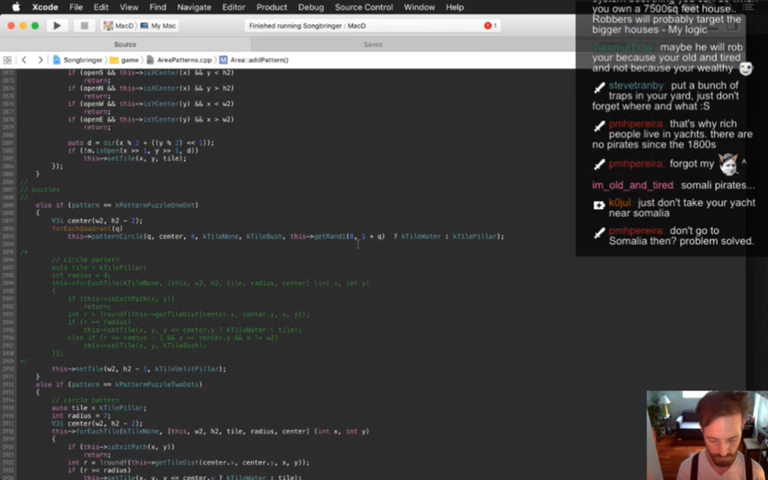 Xcode File Edit View Find Navigate Editor Product Debug Source Control Window Help
MacD My Mac
Finished running Songbringer : MacD
1
Source
Saves
Songbringer game AreaPatterns.cpp Area::addPattern()
if (openS && this->isYCenter(x) && y < h2)
return;
if (openN && this->isYCenter(x) && y > h2)
return;
if (openW && this->isXCenter(y) && x < w2)
return;
if (openE && this->isXCenter(y) && x > w2)
return;
auto d = dir(x % 2 + ((y % 2) << 1));
if (!m.isOpen(x >> 1, y >> 1, d))
this->setTile(x, y, tile);
});
}
//
// puzzles
//
else if (pattern == kPatternPuzzleOneDot)
{
V3i center(w2, h2 - 2);
forEachQuadrant(q)
this->patternCircle(q, center, 4, kTileNone, kTileBush, this->getRandl(0, 1 + q) ? kTileWater : kTilePillar);
/*
// circle pattern
auto tile = kTilePillar;
int radius = 4;
this->forEachTile(kTileNone, [this, w2, h2, tile, radius, center] (int x, int y)
{
if (this->isExitPath(x, y))
return;
int r = lroundf(this->getTileDist(center.x, center.y, x, y));
if (r == radius)
this->setTile(x, y, y <= center.y ? kTileWater : tile);
else if (r == radius - 1 && y >= center.y && x != w2)
this->setTile(x, y, kTileBush);
});
*/
this->setTile(w2, h2 - 1, kTileUnlitPillar);
}
else if (pattern == kPatternPuzzleTwoDots)
{
// circle pattern
auto tile = kTilePillar;
int radius = 7;
V3i center(w2, h2 - 2);
this->forEachTile(kTileNone, [this, w2, h2, tile, radius, center] (int x, int y)
{
if (this->isExitPath(x, y))
return;
int r = lroundf(this->getTileDist(center.x, center.y, x, y));
if (r >= radius)
you own a 7500sq feet house..
Robbers will probably target the
bigger houses - My logic
maybe he will rob
your because your old and tired
and not because your wealthy
stevetranby put a bunch of
traps in your yard, just don't
forget where and what :S
pmhpereira that's why rich
people live in yachts. there are
no pirates since the 1800s
pmhpereira forgot my ^
im_old_and_tired somali pirates...
k0jul just don't take your yacht
near somalia
pmhpereira don't go to
Somalia then? problem solved.